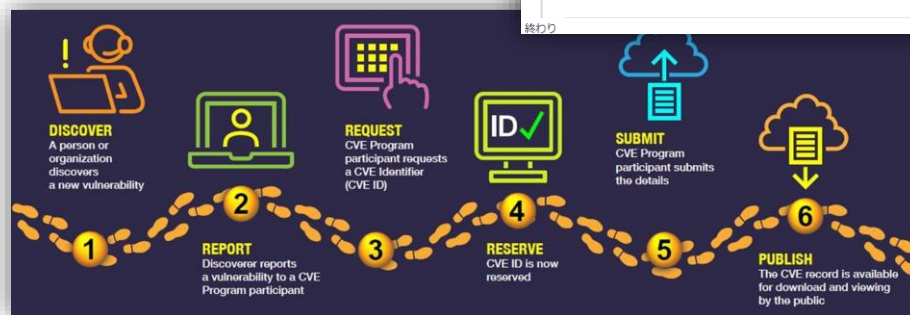 終わり
!
DISCOVER
A person or
organization
discovers
a new vulnerability
1
2
REPORT
Discoverer reports
a vulnerability to a CVE
Program participant
REQUEST
CVE Program
participant requests
a CVE Identifier
(CVE ID)
3
ID
4
RESERVE
CVE ID is now
reserved
SUBMIT
CVE Program
participant submits
the details
5
6
PUBLISH
The CVE record is available
for download and viewing
by the public